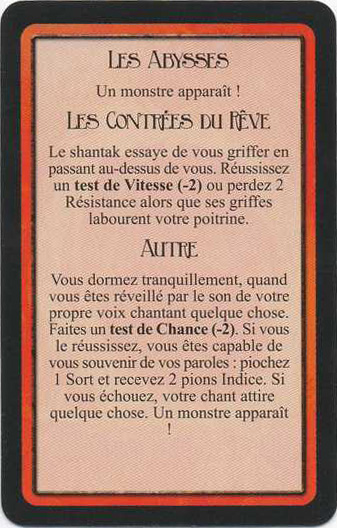 Les Abysses
Un monstre apparaît !
Les Contrées du Rêve
Le shantak essaye de vous griffer en
passant au-dessus de vous. Réussissez
un test de Vitesse (-2) ou perdez 2
Résistance alors que ses griffes
labourent votre poitrine.
Autre
Vous dormez tranquillement, quand
vous êtes réveillé par le son de votre
propre voix chantant quelque chose.
Faites un test de Chance (-2). Si vous
le réussissez, vous êtes capable de
vous souvenir de vos paroles : piochez
1 Sort et recevez 2 pions Indice. Si
vous échouez, votre chant attire
quelque chose. Un monstre apparaît
!